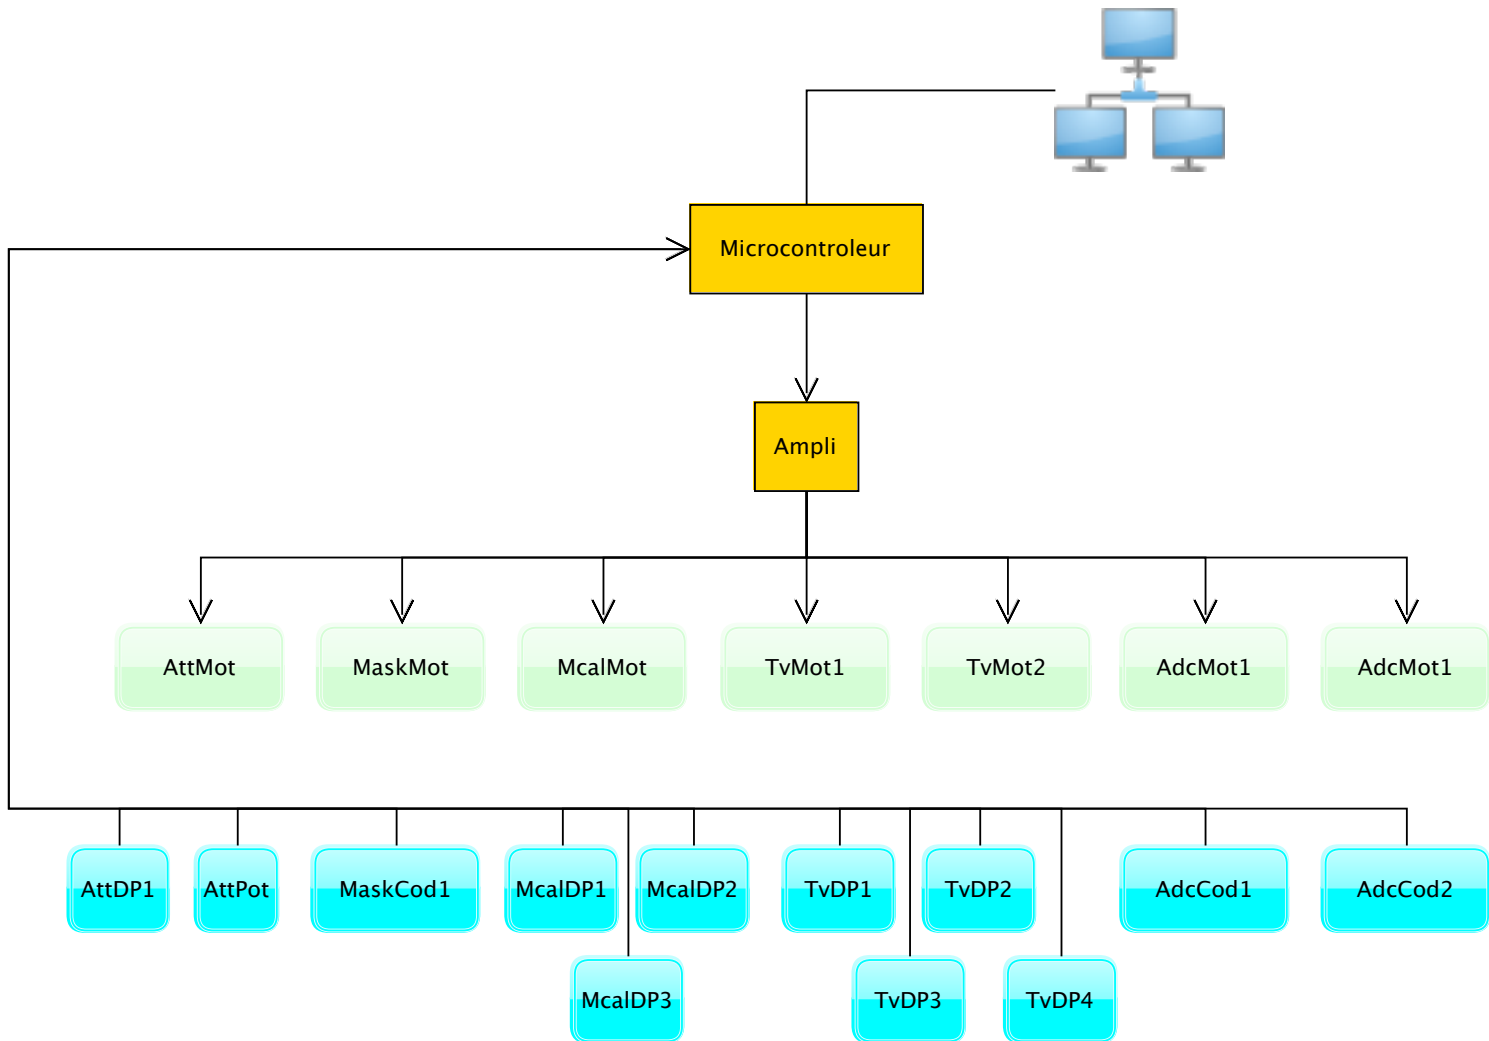 Microcontroleur
Ampli
AttMot
MaskMot
McalMot
TvMot1
TvMot2
AdcMot1
AdcMot1
AttDP1
AttPot
MaskCod1
McalDP1
McalDP2
TvDP1
TvDP2
AdcCod1
AdcCod2
McalDP3
TvDP3
TvDP4